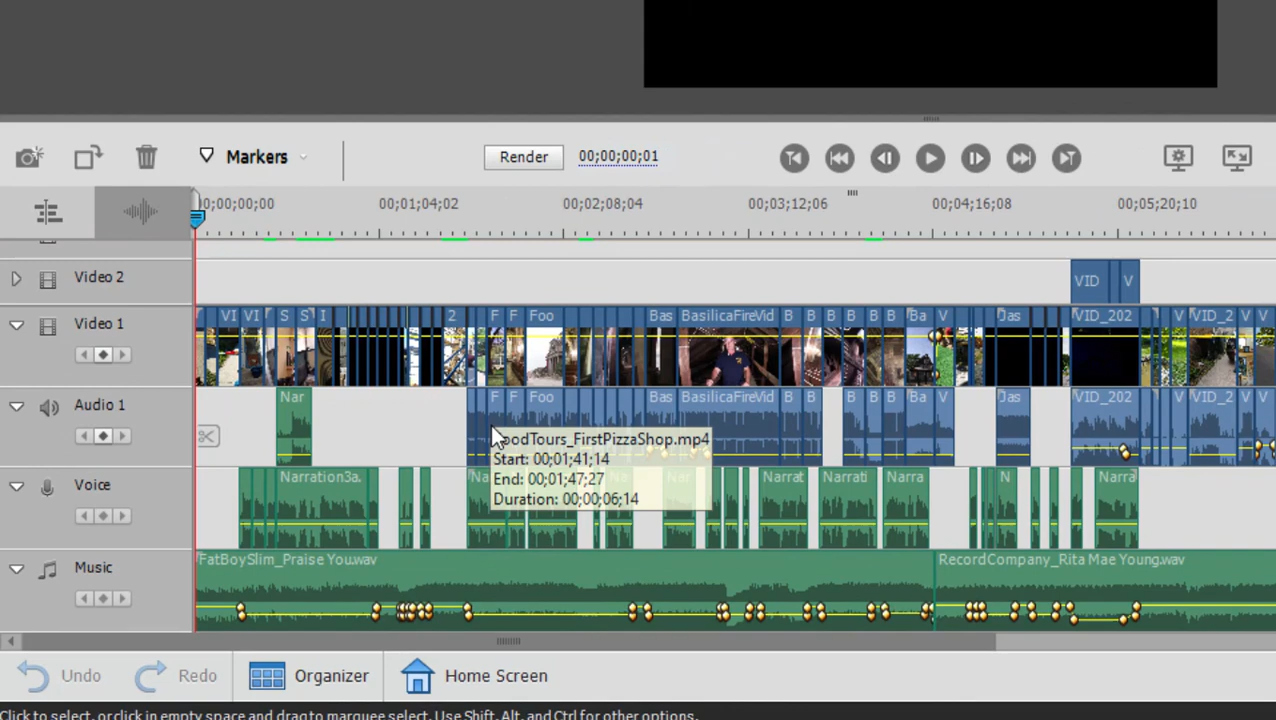 Markers
Render
00;00;00;01
00;00;00;00 00;01;04;02 00;02;08;04 00;03;12;06 00;04;16;08 00;05;20;10
Video 2
VID V
Video 1
VI VI S S I 2 F F Foo Bas BasilicaFireVid B B B B Ba V Jas VID_202 V VID_2 V V
Audio 1
Nar F F Foo Bas BasilicaFireVid B B B Ba V Jas VID_202 V VID_2 V V
oodTours_FirstPizzaShop.mp4
Start: 00;01;41;14
End: 00;01;47;27
Duration: 00;00;06;14
Voice
Narration3a. Na Nar Narrat Narrati Narra N Narra
Music
FatBoySlim_Praise You.wav RecordCompany_Rita Mae Young.wav
Undo Redo Organizer Home Screen
Click to select, or click in empty space and drag to marquee select. Use Shift, Alt, and Ctrl for other options.